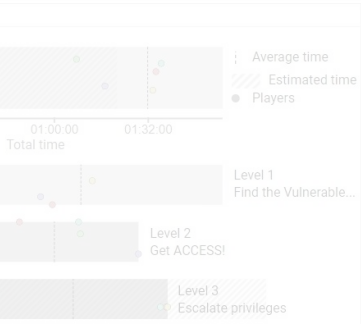 Average time
Estimated time
Players
01:00:00 01:32:00
Total time
Level 1
Find the Vulnerable...
Level 2
Get ACCESS!
Level 3
Escalate privileges